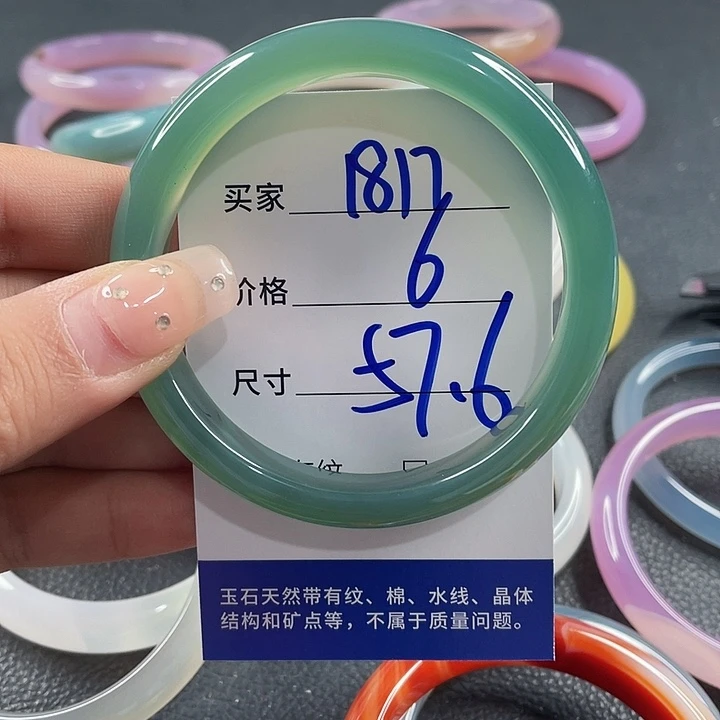 买家 1817
价格 6
尺寸 57.6
纹
玉石天然带有纹、棉、水线、晶体
结构和矿点等，不属于质量问题。